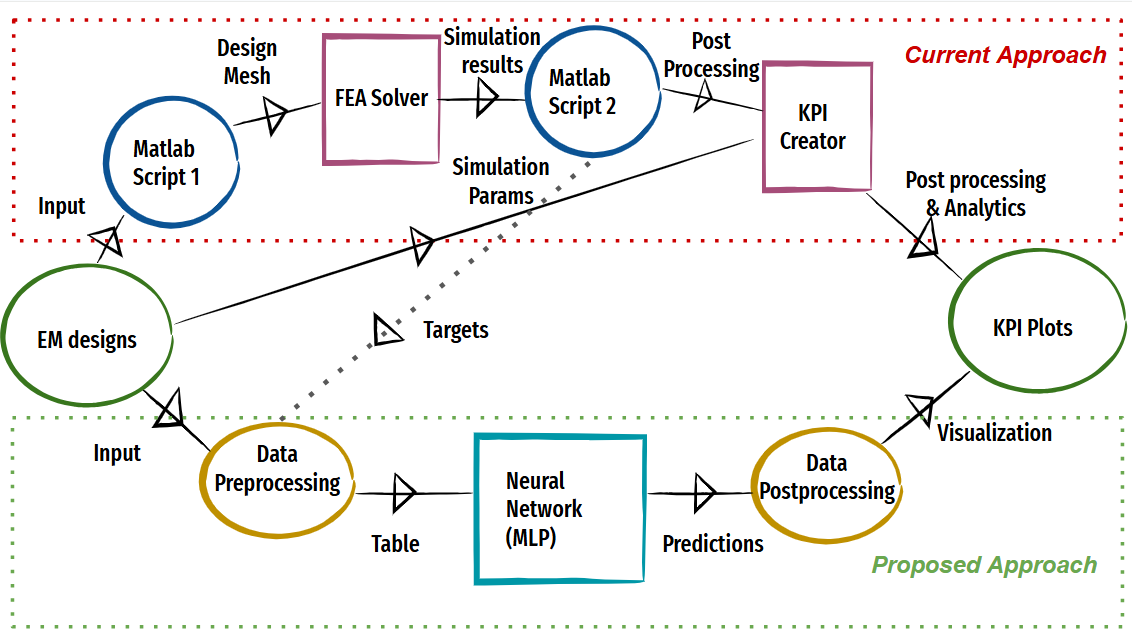 Current Approach
Design
Mesh
Simulation
results
Post
Processing
Matlab
Script 1
FEA Solver
Matlab
Script 2
KPI
Creator
Simulation
Params
Input
Post processing
& Analytics
EM designs
Targets
KPI Plots
Input
Data
Preprocessing
Table
Neural
Network
(MLP)
Predictions
Data
Postprocessing
Visualization
Proposed Approach